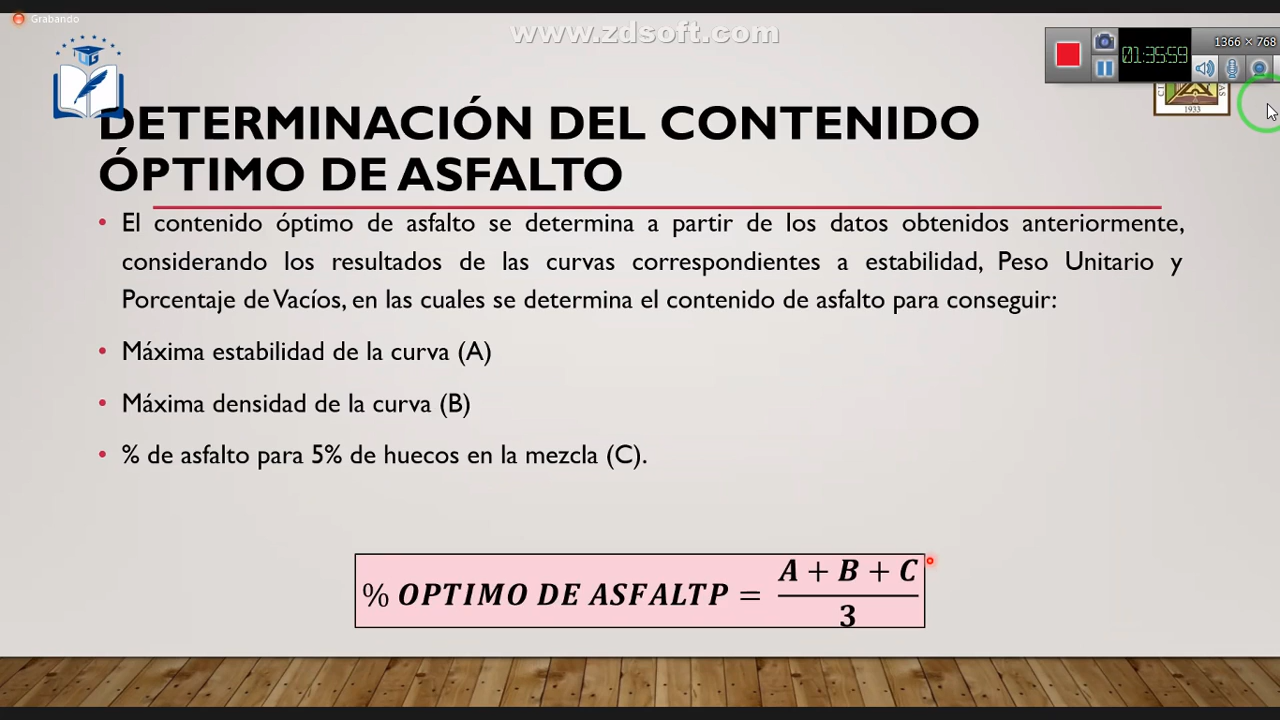 Grabando
www.zdsoft.com
1366 × 768
01:35:59
UG
1933
DETERMINACIÓN DEL CONTENIDO
ÓPTIMO DE ASFALTO
• El contenido óptimo de asfalto se determina a partir de los datos obtenidos anteriormente,
considerando los resultados de las curvas correspondientes a estabilidad, Peso Unitario y
Porcentaje de Vacíos, en las cuales se determina el contenido de asfalto para conseguir:
• Máxima estabilidad de la curva (A)
• Máxima densidad de la curva (B)
• % de asfalto para 5% de huecos en la mezcla (C).
% OPTIMO DE ASFALTP = A + B + C
3